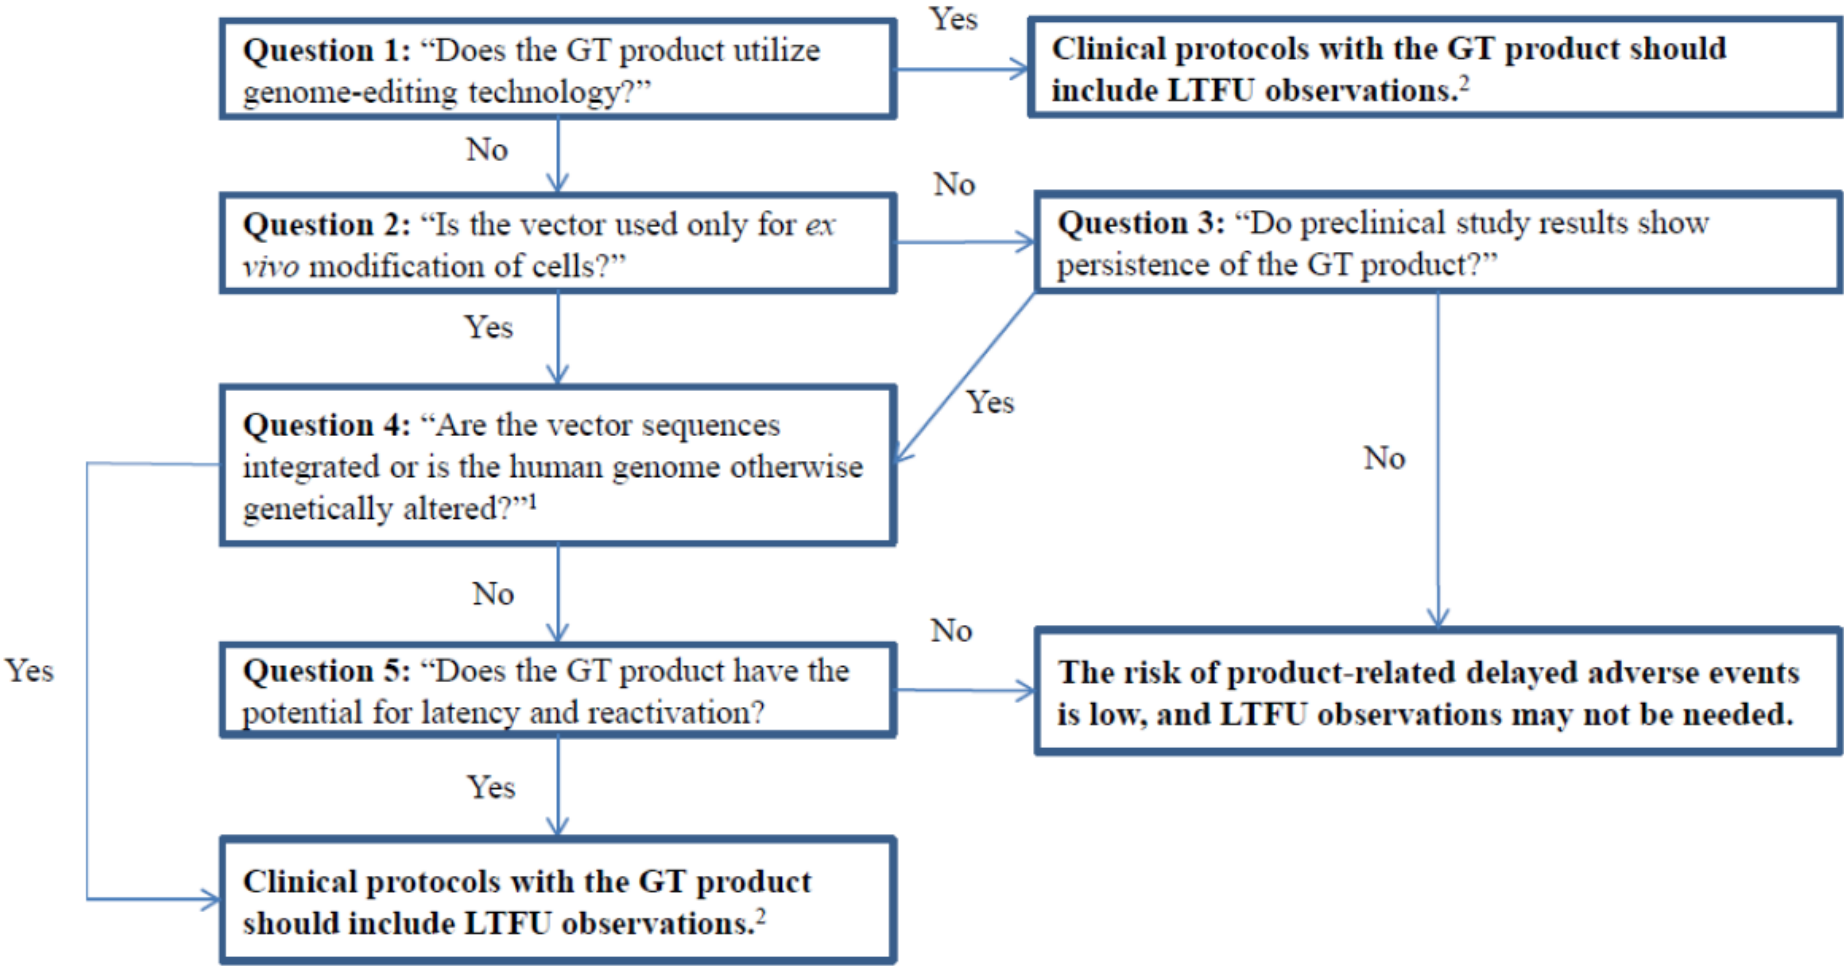 Question 1: “Does the GT product utilize
genome-editing technology?”
Yes
Clinical protocols with the GT product should
include LTFU observations.²
No
Question 2: “Is the vector used only for ex
vivo modification of cells?”
No
Question 3: “Do preclinical study results show
persistence of the GT product?”
Yes
Yes
No
Question 4: “Are the vector sequences
integrated or is the human genome otherwise
genetically altered?”¹
No
Yes
Question 5: “Does the GT product have the
potential for latency and reactivation?
No
The risk of product-related delayed adverse events
is low, and LTFU observations may not be needed.
Yes
Clinical protocols with the GT product
should include LTFU observations.²